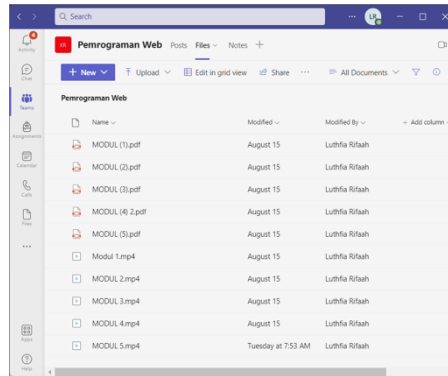 Search
LR
4
Activity
Chat
Teams
Assignments
Calendar
Calls
Files
Apps
Help
Pemrograman Web Posts Files Notes
+ New Upload Edit in grid view Share All Documents
Pemrograman Web
Name Modified Modified By + Add column
MODUL (1).pdf August 15 Luthfia Rifaah
MODUL (2).pdf August 15 Luthfia Rifaah
MODUL (3).pdf August 15 Luthfia Rifaah
MODUL (4) 2.pdf August 15 Luthfia Rifaah
MODUL (5).pdf August 15 Luthfia Rifaah
Modul 1.mp4 August 15 Luthfia Rifaah
MODUL 2.mp4 August 15 Luthfia Rifaah
MODUL 3.mp4 August 15 Luthfia Rifaah
MODUL 4.mp4 August 15 Luthfia Rifaah
MODUL 5.mp4 Tuesday at 7:53 AM Luthfia Rifaah